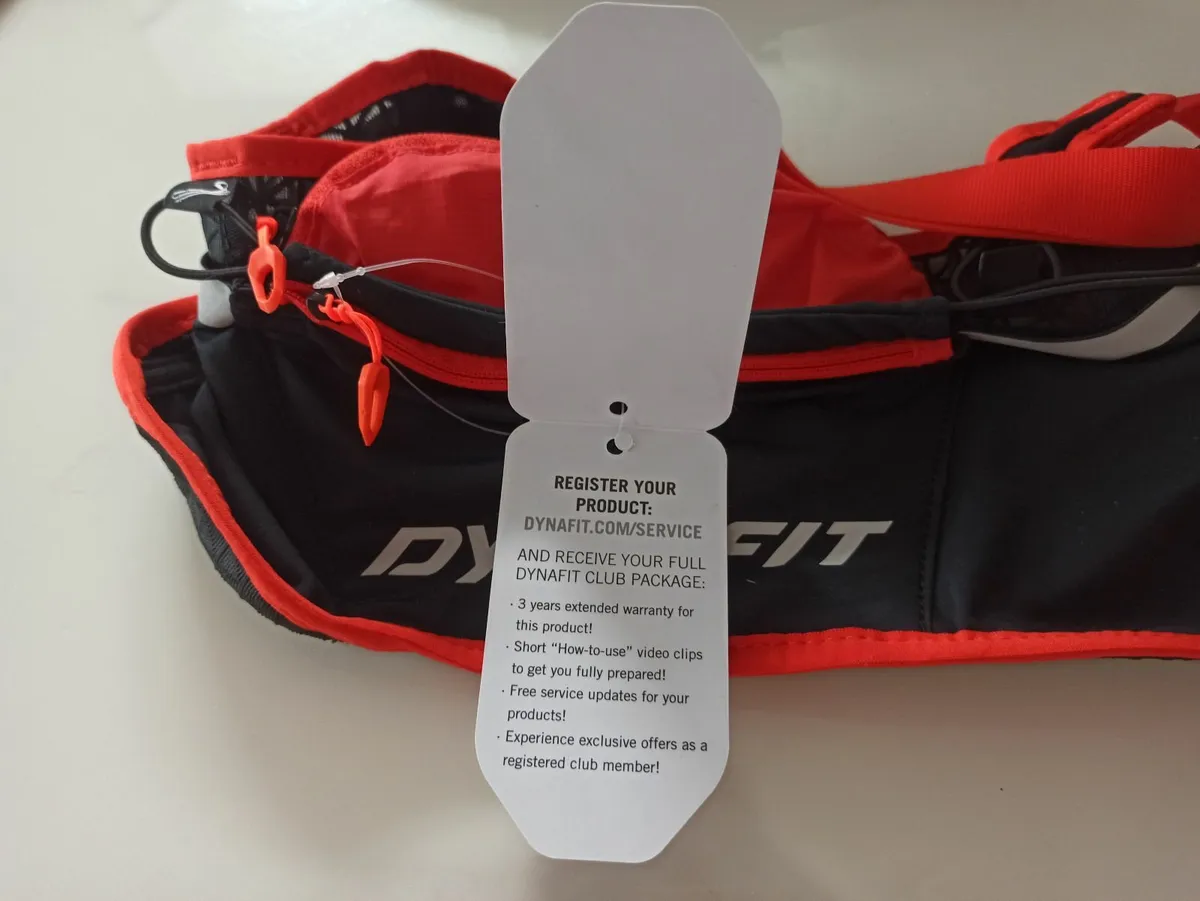 REGISTER YOUR
PRODUCT:
DYNAFIT.COM/SERVICE
AND RECEIVE YOUR FULL
DYNAFIT CLUB PACKAGE:
· 3 years extended warranty for
this product!
· Short “How-to-use” video clips
to get you fully prepared!
· Free service updates for your
products!
· Experience exclusive offers as a
registered club member!
DY FIT